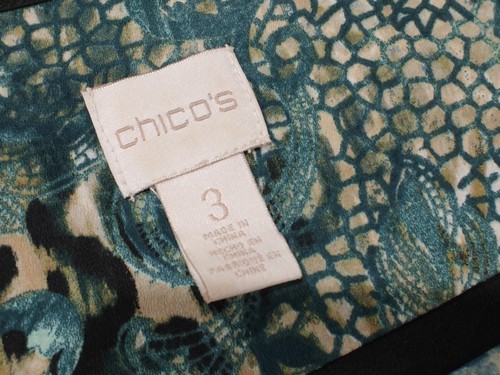 chico's
3
MADE IN
CHINA
HECHO EN
CHINA
FABRIQUÉ EN
CHINE